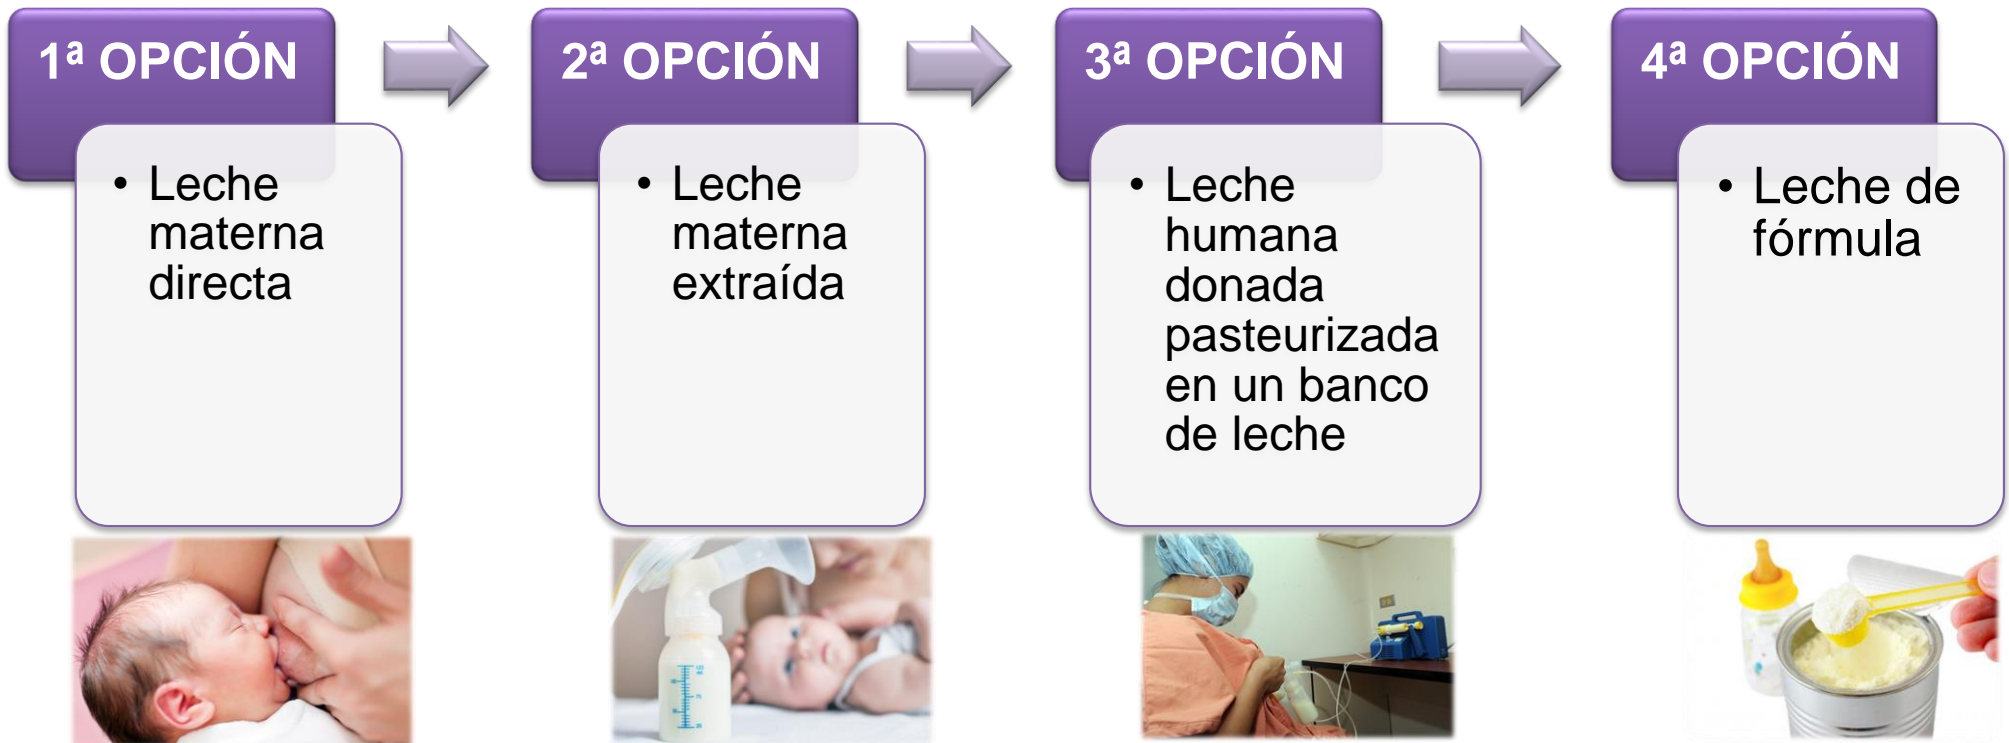 1ª OPCIÓN
• Leche
materna
directa
2ª OPCIÓN
• Leche
materna
extraída
3ª OPCIÓN
• Leche
humana
donada
pasteurizada
en un banco
de leche
4ª OPCIÓN
• Leche de
fórmula